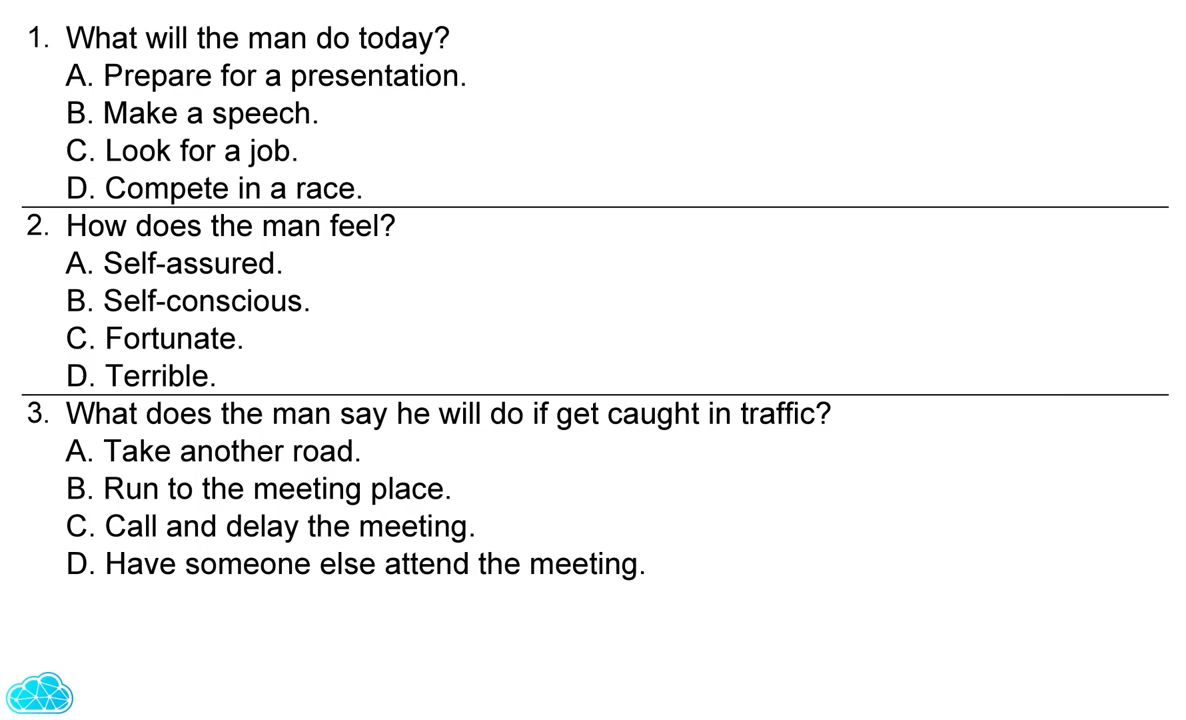 1. What will the man do today?
A. Prepare for a presentation.
B. Make a speech.
C. Look for a job.
D. Compete in a race.
2. How does the man feel?
A. Self-assured.
B. Self-conscious.
C. Fortunate.
D. Terrible.
3. What does the man say he will do if get caught in traffic?
A. Take another road.
B. Run to the meeting place.
C. Call and delay the meeting.
D. Have someone else attend the meeting.